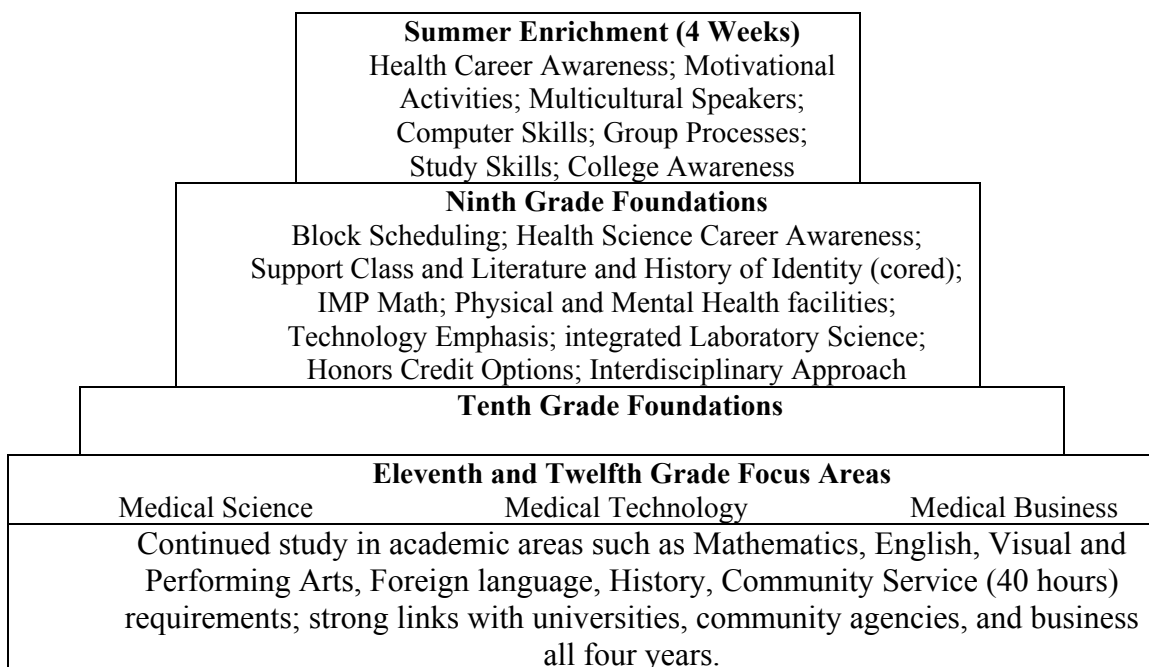 Summer Enrichment (4 Weeks)
Health Career Awareness; Motivational
Activities; Multicultural Speakers;
Computer Skills; Group Processes;
Study Skills; College Awareness
Ninth Grade Foundations
Block Scheduling; Health Science Career Awareness;
Support Class and Literature and History of Identity (cored);
IMP Math; Physical and Mental Health facilities;
Technology Emphasis; integrated Laboratory Science;
Honors Credit Options; Interdisciplinary Approach
Tenth Grade Foundations
Eleventh and Twelfth Grade Focus Areas
Medical Science Medical Technology Medical Business
Continued study in academic areas such as Mathematics, English, Visual and
Performing Arts, Foreign language, History, Community Service (40 hours)
requirements; strong links with universities, community agencies, and business
all four years.